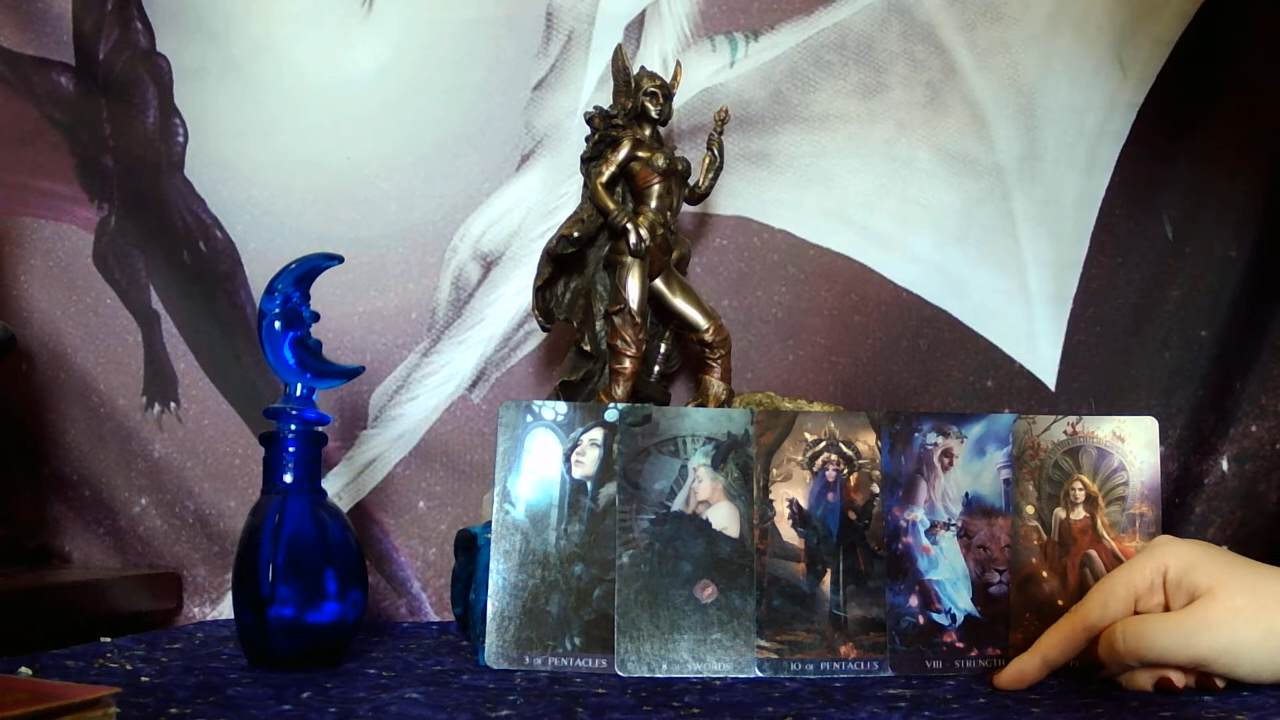 3 OF PENTACLES
8 OF SWORDS
10 OF PENTACLES
VIII - STRENGTH